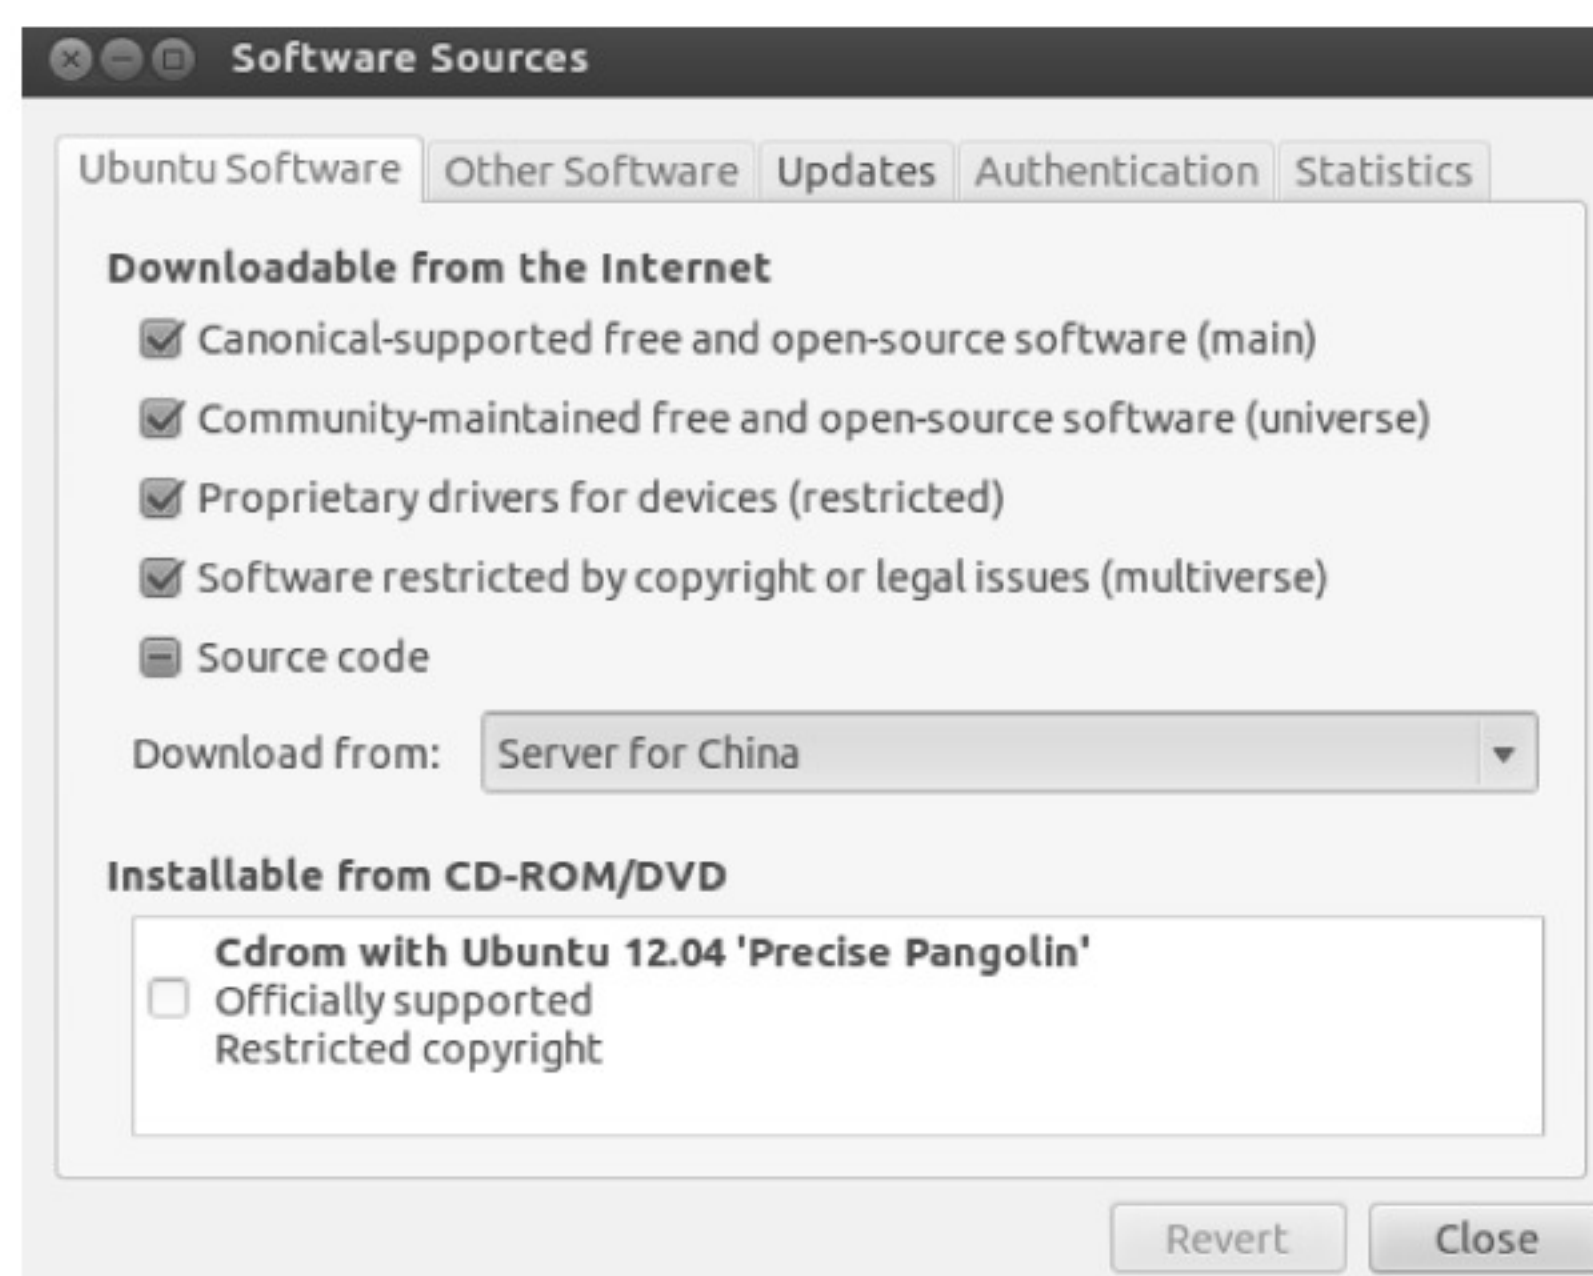 Software Sources
Ubuntu Software Other Software Updates Authentication Statistics
Downloadable from the Internet
Canonical-supported free and open-source software (main)
Community-maintained free and open-source software (universe)
Proprietary drivers for devices (restricted)
Software restricted by copyright or legal issues (multiverse)
Source code
Download from: Server for China
Installable from CD-ROM/DVD
Cdrom with Ubuntu 12.04 'Precise Pangolin'
Officially supported
Restricted copyright
Revert Close